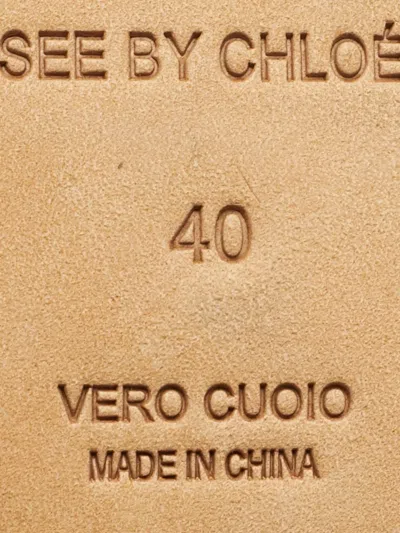 SEE BY CHLOÉ
40
VERO CUOIO
MADE IN CHINA